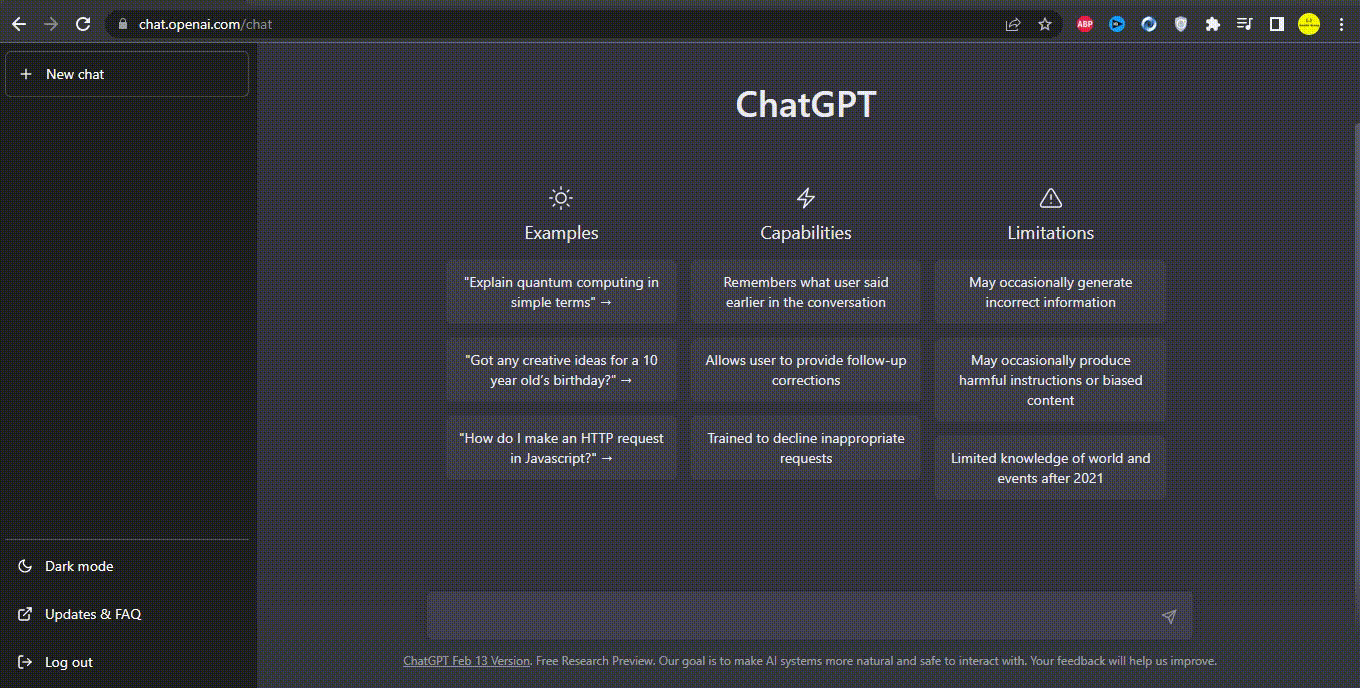 chat.openai.com/chat
ABP
New chat
ChatGPT
Examples
"Explain quantum computing in
simple terms" →
"Got any creative ideas for a 10
year old’s birthday?" →
"How do I make an HTTP request
in Javascript?" →
Capabilities
Remembers what user said
earlier in the conversation
Allows user to provide follow-up
corrections
Trained to decline inappropriate
requests
Limitations
May occasionally generate
incorrect information
May occasionally produce
harmful instructions or biased
content
Limited knowledge of world and
events after 2021
Dark mode
Updates & FAQ
Log out
ChatGPT Feb 13 Version. Free Research Preview. Our goal is to make AI systems more natural and safe to interact with. Your feedback will help us improve.